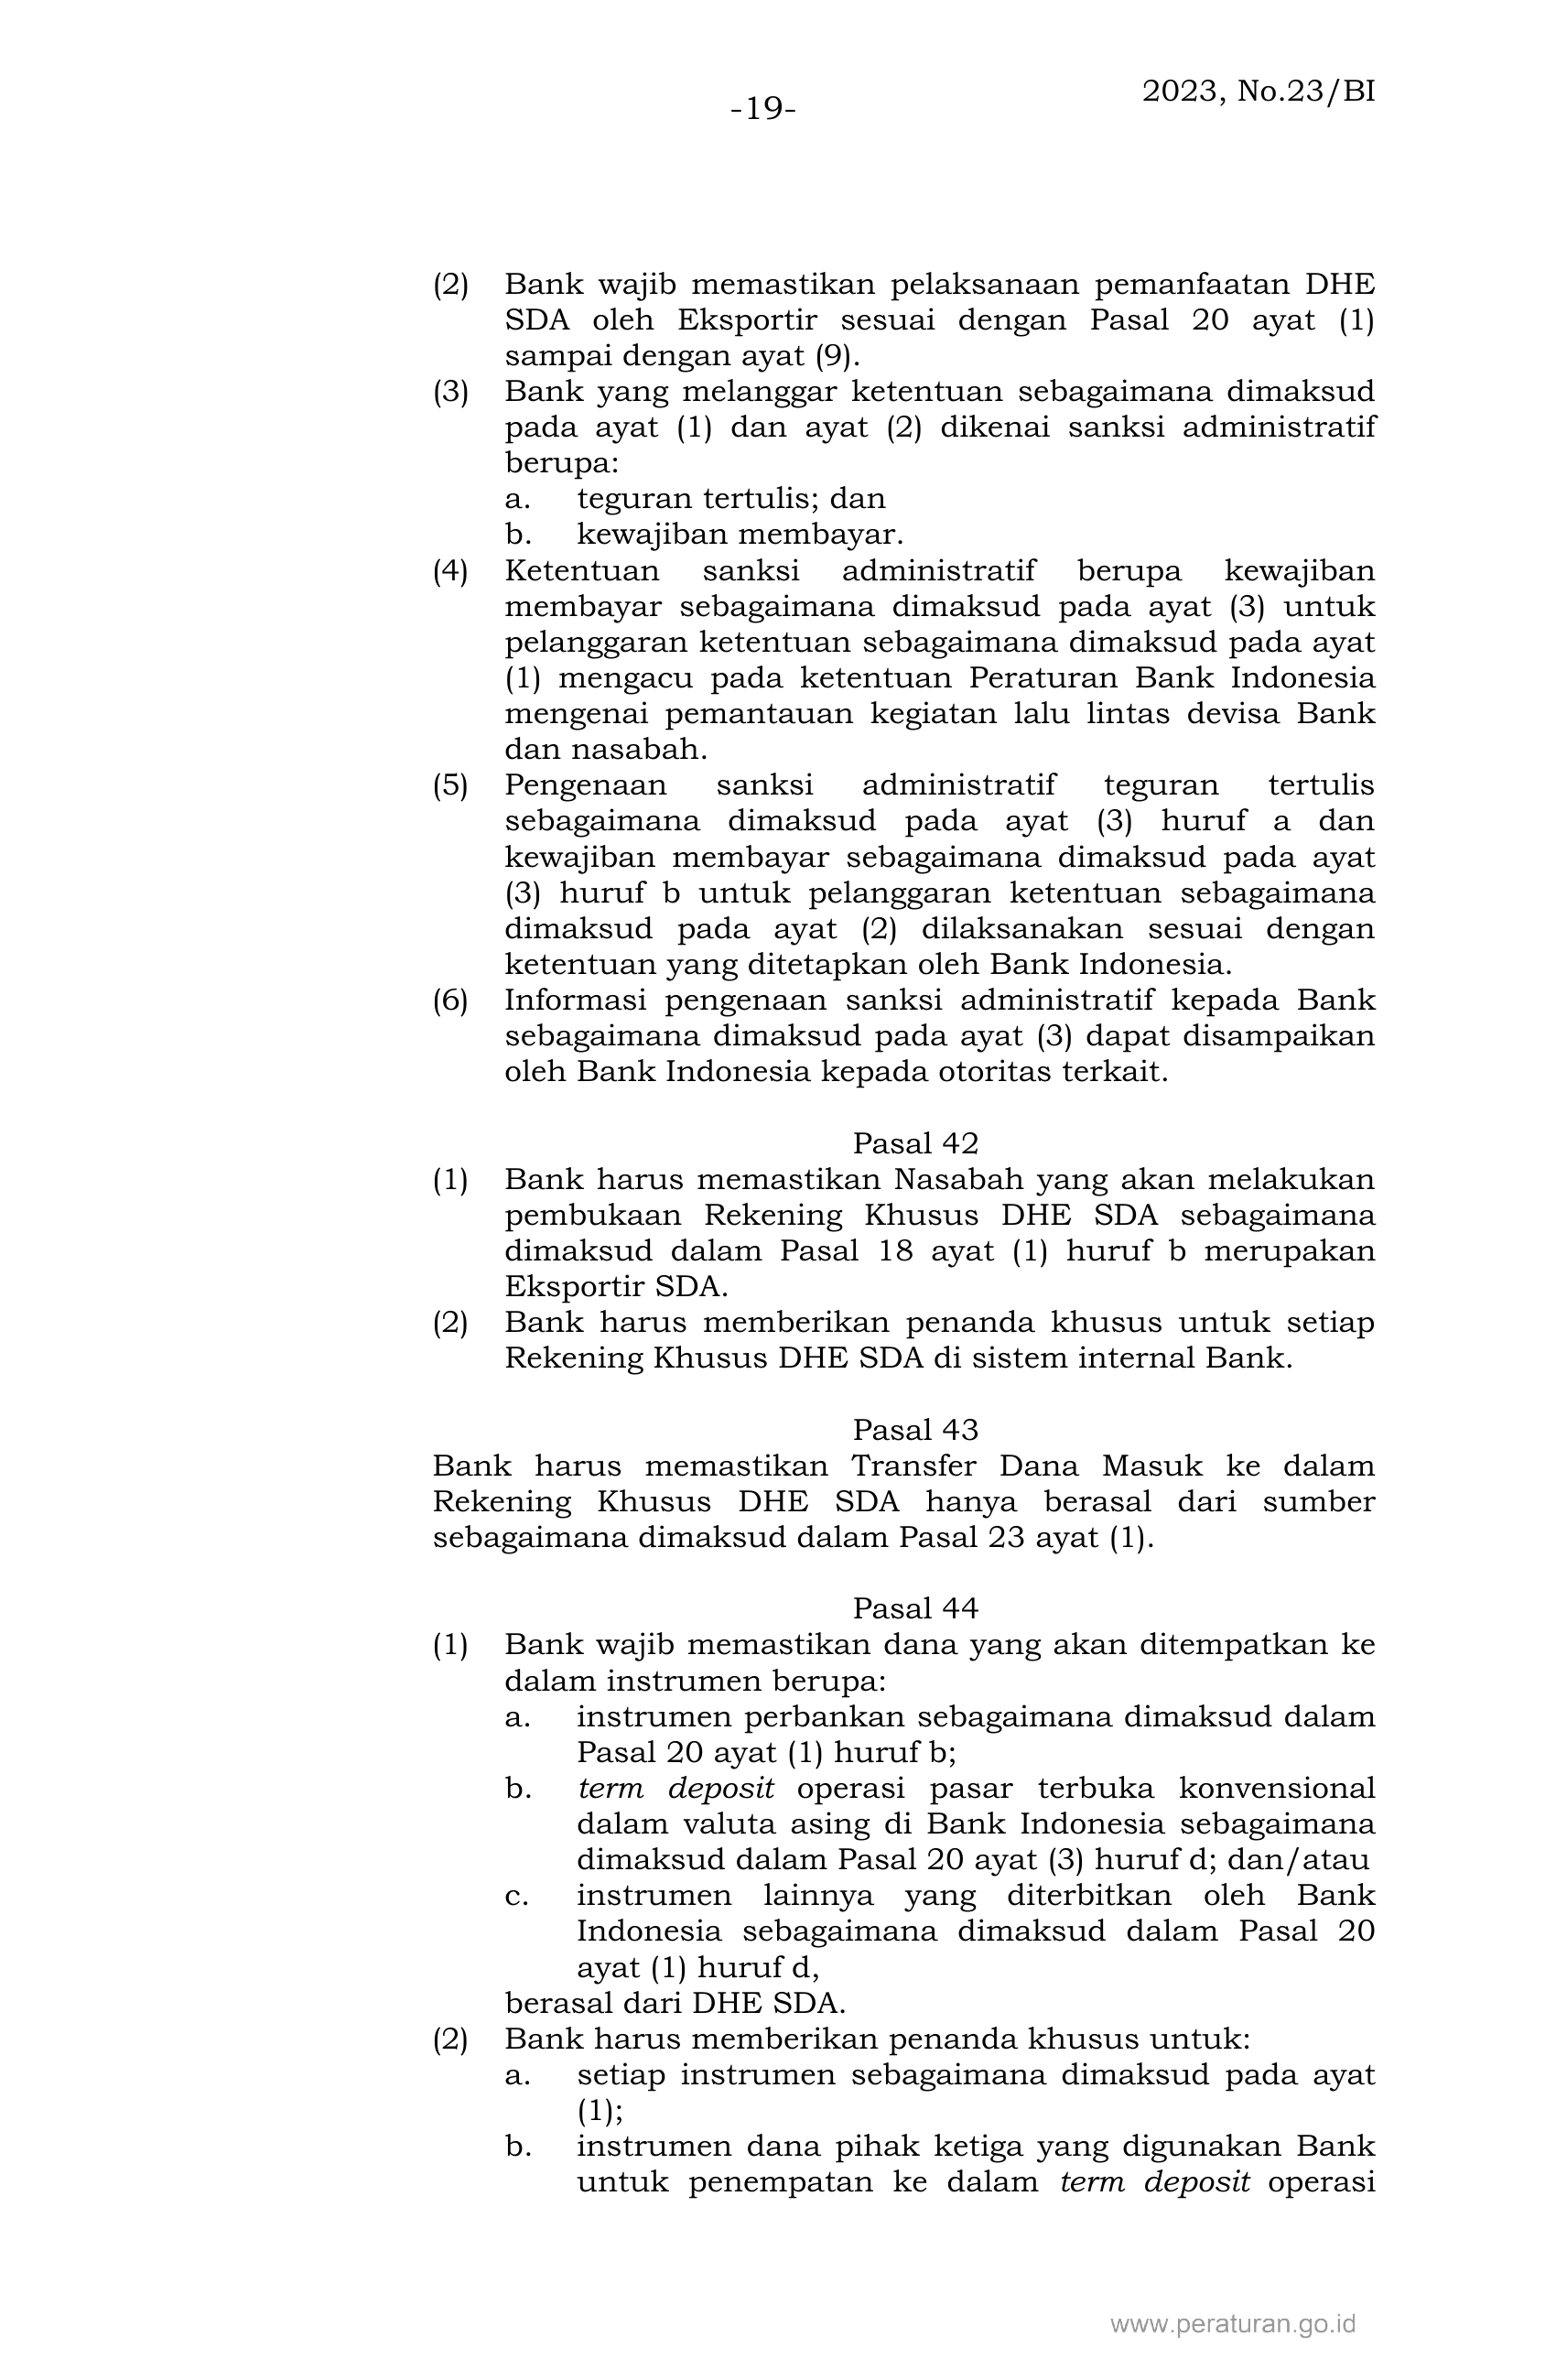 2023, No.23/BI
-19-
(2) Bank wajib memastikan pelaksanaan pemanfaatan DHE
SDA oleh Eksportir sesuai dengan Pasal 20 ayat (1)
sampai dengan ayat (9).
(3) Bank yang melanggar ketentuan sebagaimana dimaksud
pada ayat (1) dan ayat (2) dikenai sanksi administratif
berupa:
a. teguran tertulis; dan
b. kewajiban membayar.
(4) Ketentuan sanksi administratif berupa kewajiban
membayar sebagaimana dimaksud pada ayat (3) untuk
pelanggaran ketentuan sebagaimana dimaksud pada ayat
(1) mengacu pada ketentuan Peraturan Bank Indonesia
mengenai pemantauan kegiatan lalu lintas devisa Bank
dan nasabah.
(5) Pengenaan sanksi administratif teguran tertulis
sebagaimana dimaksud pada ayat (3) huruf a dan
kewajiban membayar sebagaimana dimaksud pada ayat
(3) huruf b untuk pelanggaran ketentuan sebagaimana
dimaksud pada ayat (2) dilaksanakan sesuai dengan
ketentuan yang ditetapkan oleh Bank Indonesia.
(6) Informasi pengenaan sanksi administratif kepada Bank
sebagaimana dimaksud pada ayat (3) dapat disampaikan
oleh Bank Indonesia kepada otoritas terkait.
Pasal 42
(1) Bank harus memastikan Nasabah yang akan melakukan
pembukaan Rekening Khusus DHE SDA sebagaimana
dimaksud dalam Pasal 18 ayat (1) huruf b merupakan
Eksportir SDA.
(2) Bank harus memberikan penanda khusus untuk setiap
Rekening Khusus DHE SDA di sistem internal Bank.
Pasal 43
Bank harus memastikan Transfer Dana Masuk ke dalam
Rekening Khusus DHE SDA hanya berasal dari sumber
sebagaimana dimaksud dalam Pasal 23 ayat (1).
Pasal 44
(1) Bank wajib memastikan dana yang akan ditempatkan ke
dalam instrumen berupa:
a. instrumen perbankan sebagaimana dimaksud dalam
Pasal 20 ayat (1) huruf b;
b. term deposit operasi pasar terbuka konvensional
dalam valuta asing di Bank Indonesia sebagaimana
dimaksud dalam Pasal 20 ayat (3) huruf d; dan/atau
c. instrumen lainnya yang diterbitkan oleh Bank
Indonesia sebagaimana dimaksud dalam Pasal 20
ayat (1) huruf d,
berasal dari DHE SDA.
(2) Bank harus memberikan penanda khusus untuk:
a. setiap instrumen sebagaimana dimaksud pada ayat
(1);
b. instrumen dana pihak ketiga yang digunakan Bank
untuk penempatan ke dalam term deposit operasi
www.peraturan.go.id